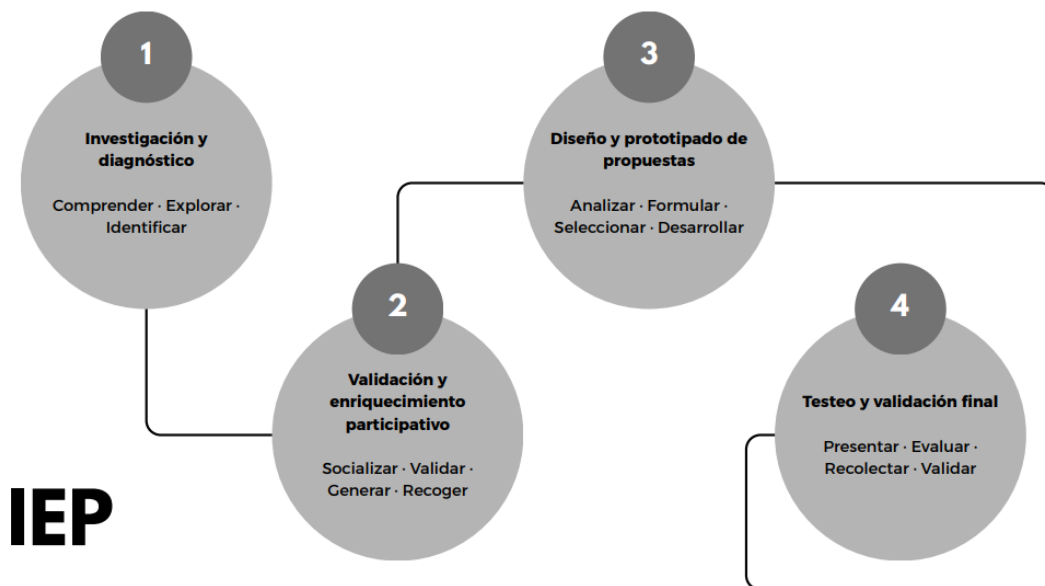 1
Investigación y
diagnóstico
Comprender · Explorar ·
Identificar
2
Validación y
enriquecimiento
participativo
Socializar · Validar ·
Generar · Recoger
3
Diseño y prototipado de
propuestas
Analizar · Formular ·
Seleccionar · Desarrollar
4
Testeo y validación final
Presentar · Evaluar ·
Recolectar · Validar
IEP